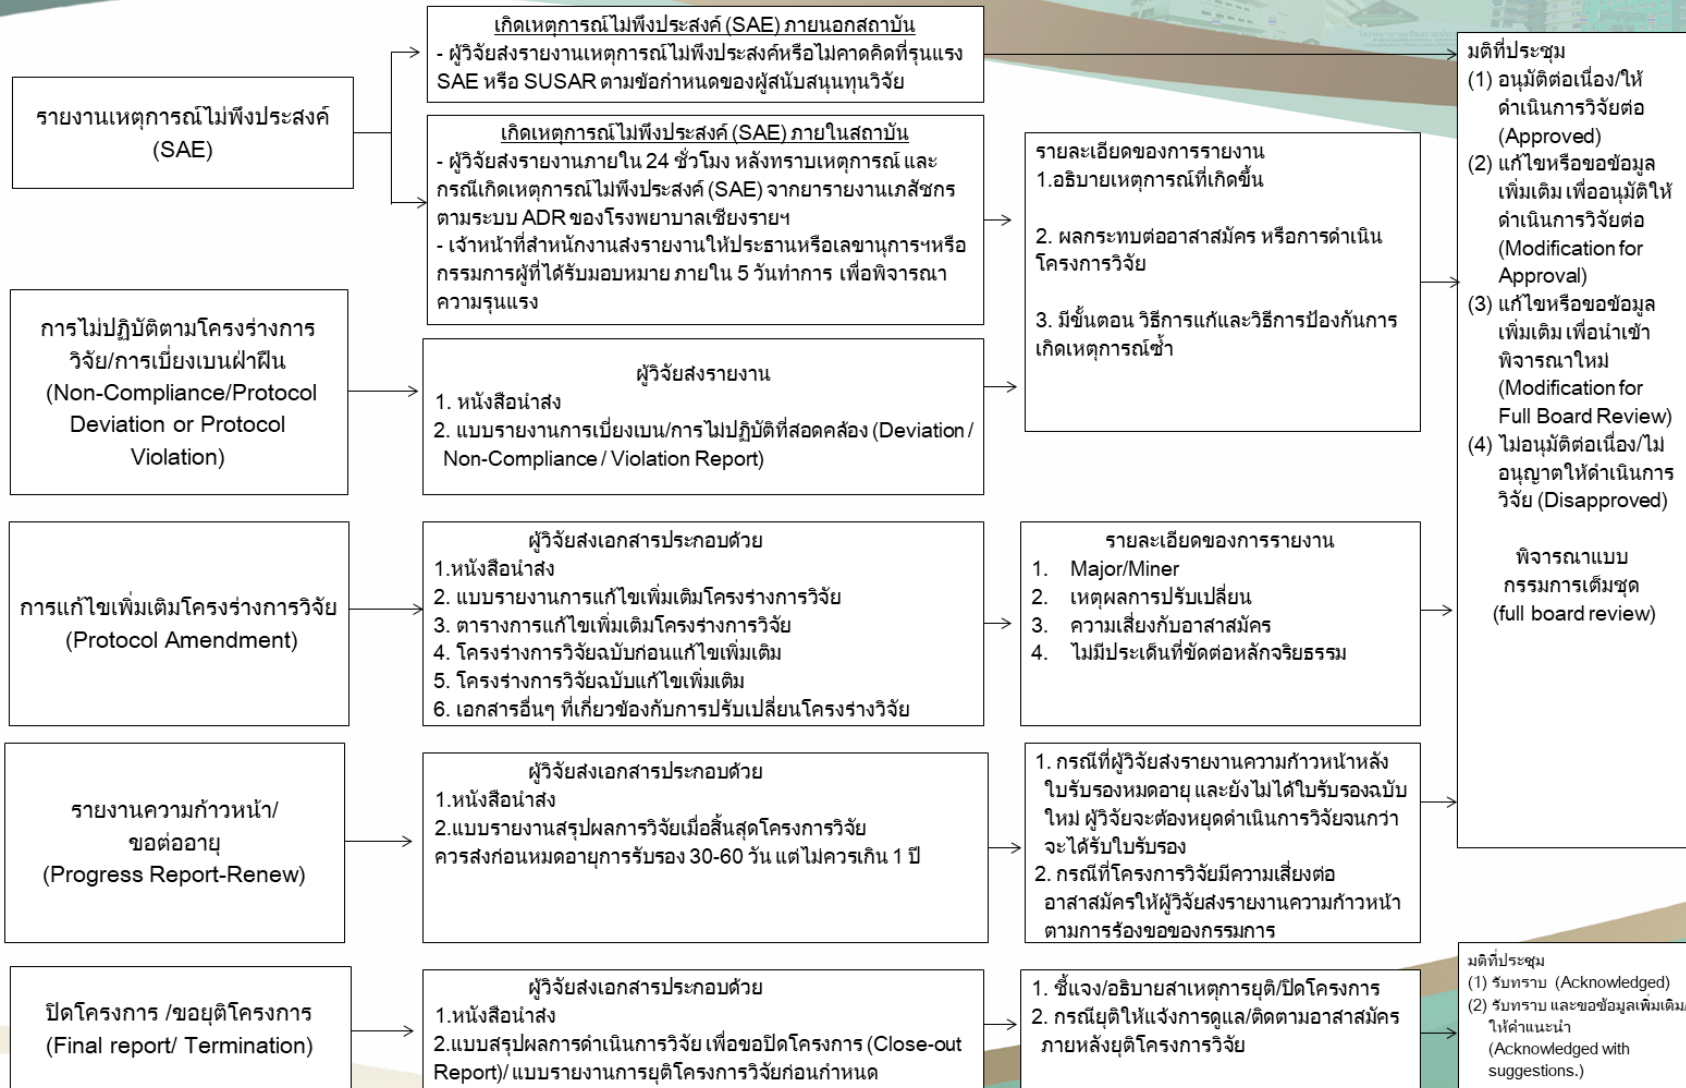 รายงานเหตุการณ์ไม่พึงประสงค์
(SAE)
เกิดเหตุการณ์ไม่พึงประสงค์ (SAE) ภายนอกสถาบัน
- ผู้วิจัยส่งรายงานเหตุการณ์ไม่พึงประสงค์หรือไม่คาดคิดที่รุนแรง
SAE หรือ SUSAR ตามข้อกำหนดของผู้สนับสนุนทุนวิจัย
เกิดเหตุการณ์ไม่พึงประสงค์ (SAE) ภายในสถาบัน
- ผู้วิจัยส่งรายงานภายใน 24 ชั่วโมง หลังทราบเหตุการณ์ และ
กรณีเกิดเหตุการณ์ไม่พึงประสงค์ (SAE) จากยารายงานเภสัชกร
ตามระบบ ADR ของโรงพยาบาลเชียงรายฯ
- เจ้าหน้าที่สำหนักงานส่งรายงานให้ประธานหรือเลขานุการฯหรือ
กรรมการผู้ที่ได้รับมอบหมาย ภายใน 5 วันทำการ เพื่อพิจารณา
ความรุนแรง
การไม่ปฏิบัติตามโครงร่างการ
วิจัย/การเบี่ยงเบนฝ่าฝืน
(Non-Compliance/Protocol
Deviation or Protocol
Violation)
ผู้วิจัยส่งรายงาน
1. หนังสือนำส่ง
2. แบบรายงานการเบี่ยงเบน/การไม่ปฏิบัติที่สอดคล้อง (Deviation /
Non-Compliance / Violation Report)
รายละเอียดของการรายงาน
1.อธิบายเหตุการณ์ที่เกิดขึ้น
2. ผลกระทบต่ออาสาสมัคร หรือการดำเนิน
โครงการวิจัย
3. มีขั้นตอน วิธีการแก้และวิธีการป้องกันการ
เกิดเหตุการณ์ซ้ำ
การแก้ไขเพิ่มเติมโครงร่างการวิจัย
(Protocol Amendment)
ผู้วิจัยส่งเอกสารประกอบด้วย
1.หนังสือนำส่ง
2. แบบรายงานการแก้ไขเพิ่มเติมโครงร่างการวิจัย
3. ตารางการแก้ไขเพิ่มเติมโครงร่างการวิจัย
4. โครงร่างการวิจัยฉบับก่อนแก้ไขเพิ่มเติม
5. โครงร่างการวิจัยฉบับแก้ไขเพิ่มเติม
6. เอกสารอื่นๆ ที่เกี่ยวข้องกับการปรับเปลี่ยนโครงร่างวิจัย
รายละเอียดของการรายงาน
1. Major/Miner
2. เหตุผลการปรับเปลี่ยน
3. ความเสี่ยงกับอาสาสมัคร
4. ไม่มีประเด็นที่ขัดต่อหลักจริยธรรม
รายงานความก้าวหน้า/
ขอต่ออายุ
(Progress Report-Renew)
ผู้วิจัยส่งเอกสารประกอบด้วย
1.หนังสือนำส่ง
2.แบบรายงานสรุปผลการวิจัยเมื่อสิ้นสุดโครงการวิจัย
ควรส่งก่อนหมดอายุการรับรอง 30-60 วัน แต่ไม่ควรเกิน 1 ปี
1. กรณีที่ผู้วิจัยส่งรายงานความก้าวหน้าหลัง
ใบรับรองหมดอายุ และยังไม่ได้ใบรับรองฉบับ
ใหม่ ผู้วิจัยจะต้องหยุดดำเนินการวิจัยจนกว่า
จะได้รับใบรับรอง
2. กรณีที่โครงการวิจัยมีความเสี่ยงต่อ
อาสาสมัครให้ผู้วิจัยส่งรายงานความก้าวหน้า
ตามการร้องขอของกรรมการ
มติที่ประชุม
(1) อนุมัติต่อเนื่อง/ให้
ดำเนินการวิจัยต่อ
(Approved)
(2) แก้ไขหรือขอข้อมูล
เพิ่มเติม เพื่ออนุมัติให้
ดำเนินการวิจัยต่อ
(Modification for
Approval)
(3) แก้ไขหรือขอข้อมูล
เพิ่มเติม เพื่อนำเข้า
พิจารณาใหม่
(Modification for
Full Board Review)
(4) ไม่อนุมัติต่อเนื่อง/ไม่
อนุญาตให้ดำเนินการ
วิจัย (Disapproved)
พิจารณาแบบ
กรรมการเต็มชุด
(full board review)
ปิดโครงการ /ขอยุติโครงการ
(Final report/ Termination)
ผู้วิจัยส่งเอกสารประกอบด้วย
1.หนังสือนำส่ง
2.แบบสรุปผลการดำเนินการวิจัย เพื่อขอปิดโครงการ (Close-out
Report)/ แบบรายงานการยุติโครงการวิจัยก่อนกำหนด
1. ชี้แจง/อธิบายสาเหตุการยุติ/ปิดโครงการ
2. กรณียุติให้แจ้งการดูแล/ติดตามอาสาสมัคร
ภายหลังยุติโครงการวิจัย
มติที่ประชุม
(1) รับทราบ (Acknowledged)
(2) รับทราบ และขอข้อมูลเพิ่มเติม/
ให้คำแนะนำ
(Acknowledged with
suggestions.)